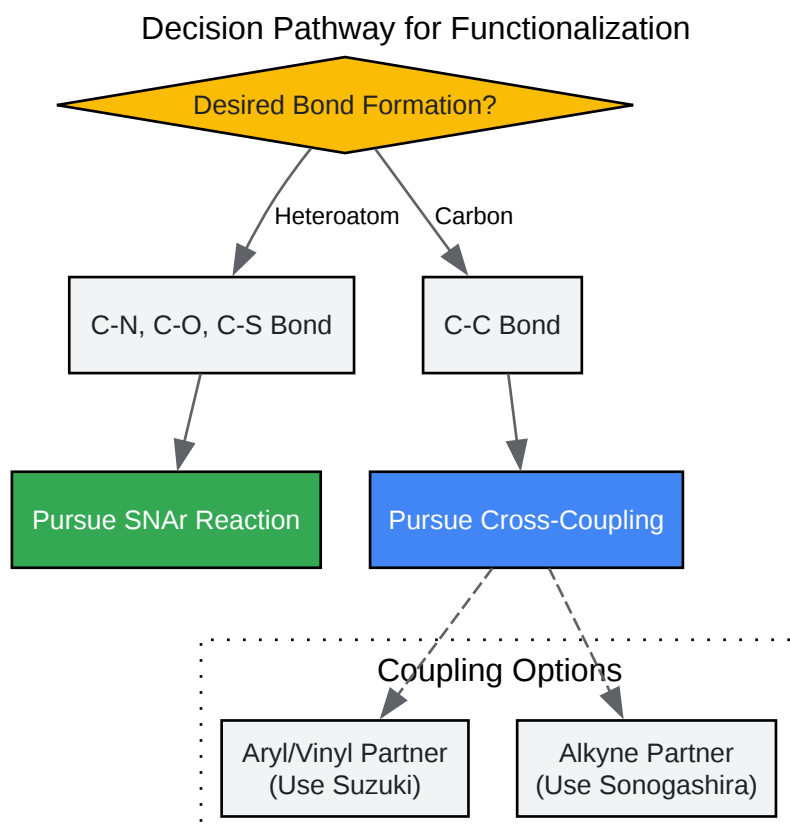 Decision Pathway for Functionalization
Desired Bond Formation?
Heteroatom
Carbon
C-N, C-O, C-S Bond
C-C Bond
Pursue SNAr Reaction
Pursue Cross-Coupling
Coupling Options
Aryl/Vinyl Partner
(Use Suzuki)
Alkyne Partner
(Use Sonogashira)